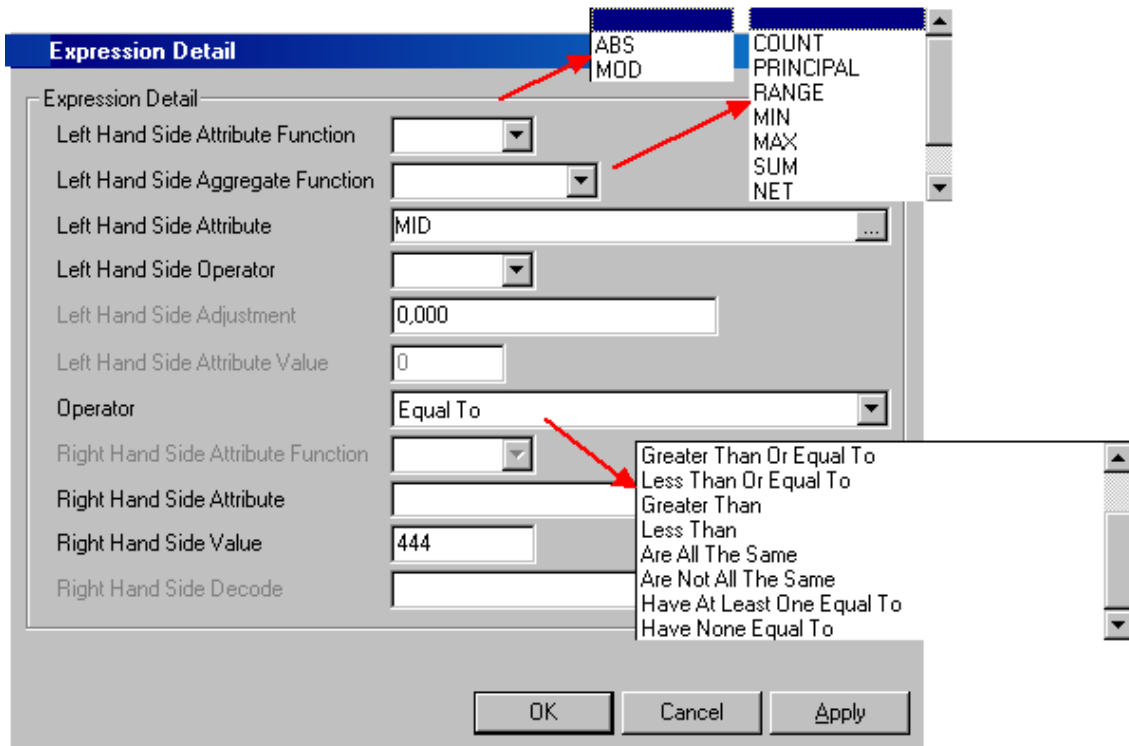 ABS
MOD
COUNT
PRINCIPAL
RANGE
MIN
MAX
SUM
NET
Expression Detail
Expression Detail
Left Hand Side Attribute Function
Left Hand Side Aggregate Function
Left Hand Side Attribute
MID
...
Left Hand Side Operator
Left Hand Side Adjustment
0,000
Left Hand Side Attribute Value
0
Operator
Equal To
Right Hand Side Attribute Function
Right Hand Side Attribute
Right Hand Side Value
444
Right Hand Side Decode
Greater Than Or Equal To
Less Than Or Equal To
Greater Than
Less Than
Are All The Same
Are Not All The Same
Have At Least One Equal To
Have None Equal To
OK
Cancel
Apply